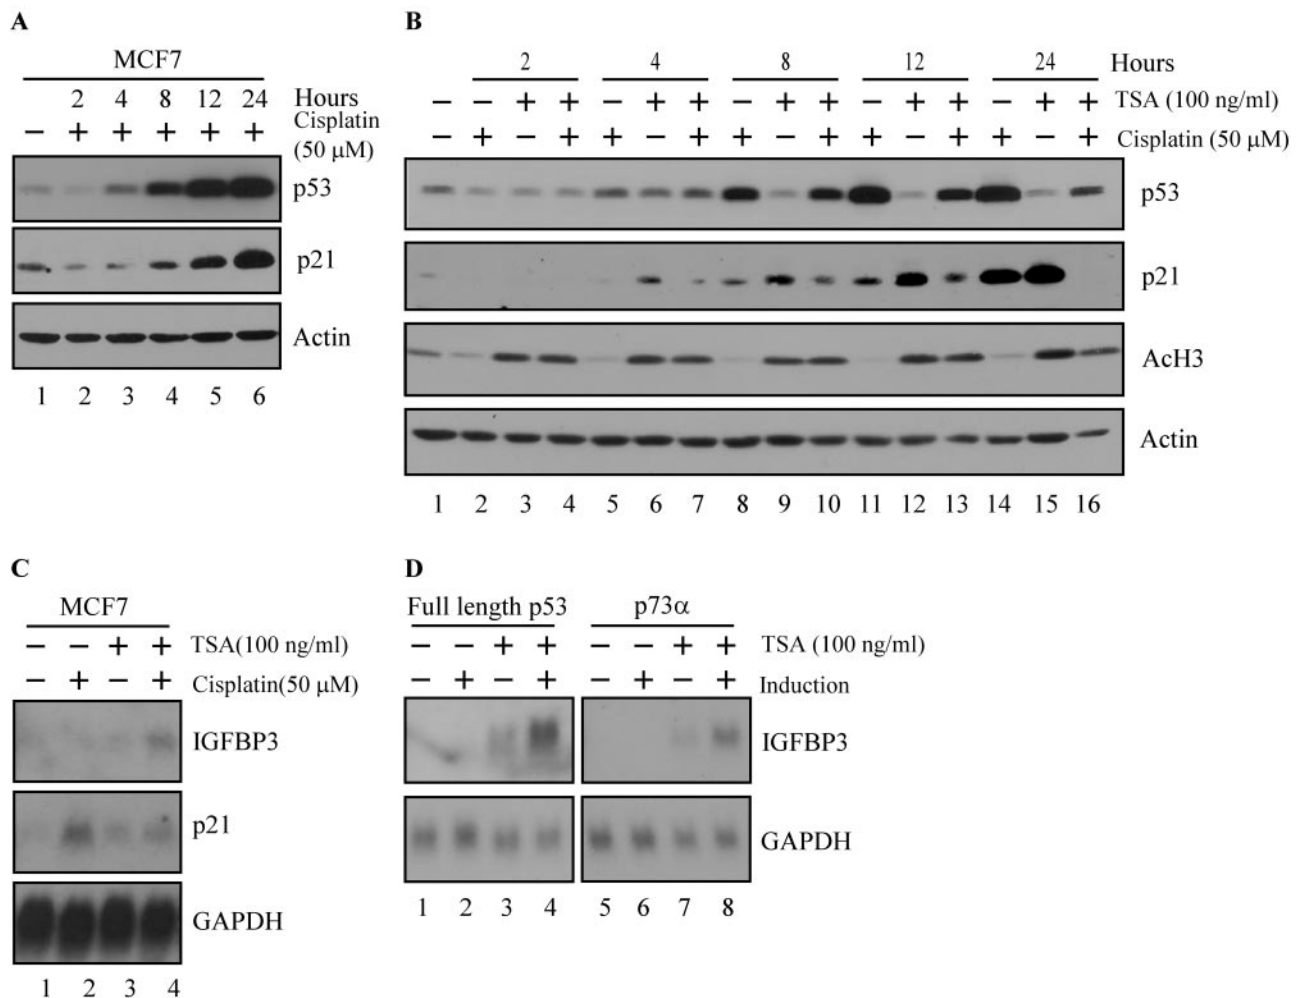 A
MCF7
2 4 8 12 24 Hours
− + + + + + Cisplatin (50 μM)
p53
p21
Actin
1 2 3 4 5 6
B
2 4 8 12 24 Hours
− − + + − + + − + + − + + − + + TSA (100 ng/ml)
− + − + + − + + − + + − + + − + Cisplatin (50 μM)
p53
p21
AcH3
Actin
1 2 3 4 5 6 7 8 9 10 11 12 13 14 15 16
C
MCF7
− − + + TSA(100 ng/ml)
− + − + Cisplatin(50 μM)
IGFBP3
p21
GAPDH
1 2 3 4
D
Full length p53 p73α
− − + + − − + + TSA (100 ng/ml)
− + − + − + − + Induction
IGFBP3
GAPDH
1 2 3 4 5 6 7 8